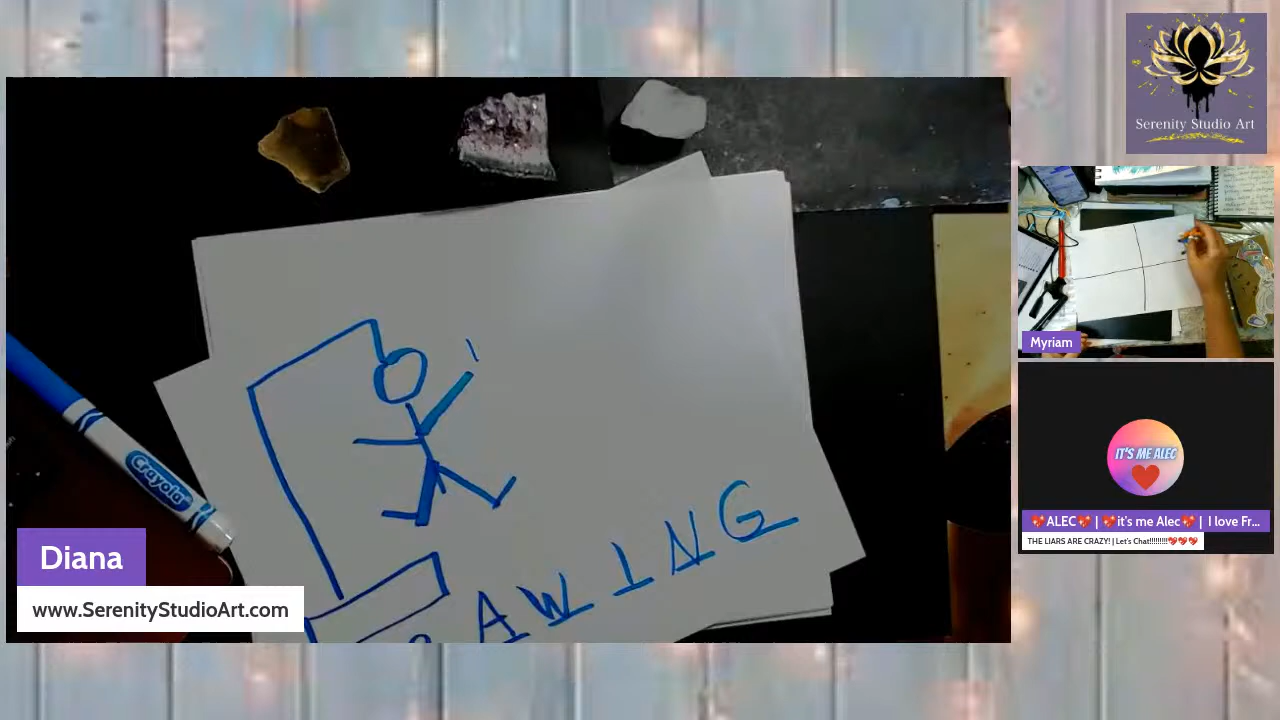 Serenity Studio Art
Myriam
IT'S ME ALEC
💖ALEC💖 | 💖it's me Alec💖 | I love Fr...
THE LIARS ARE CRAZY! | Let's Chat!!!!!!!!!💖💖💖
Crayola
AWING
Diana
www.SerenityStudioArt.com